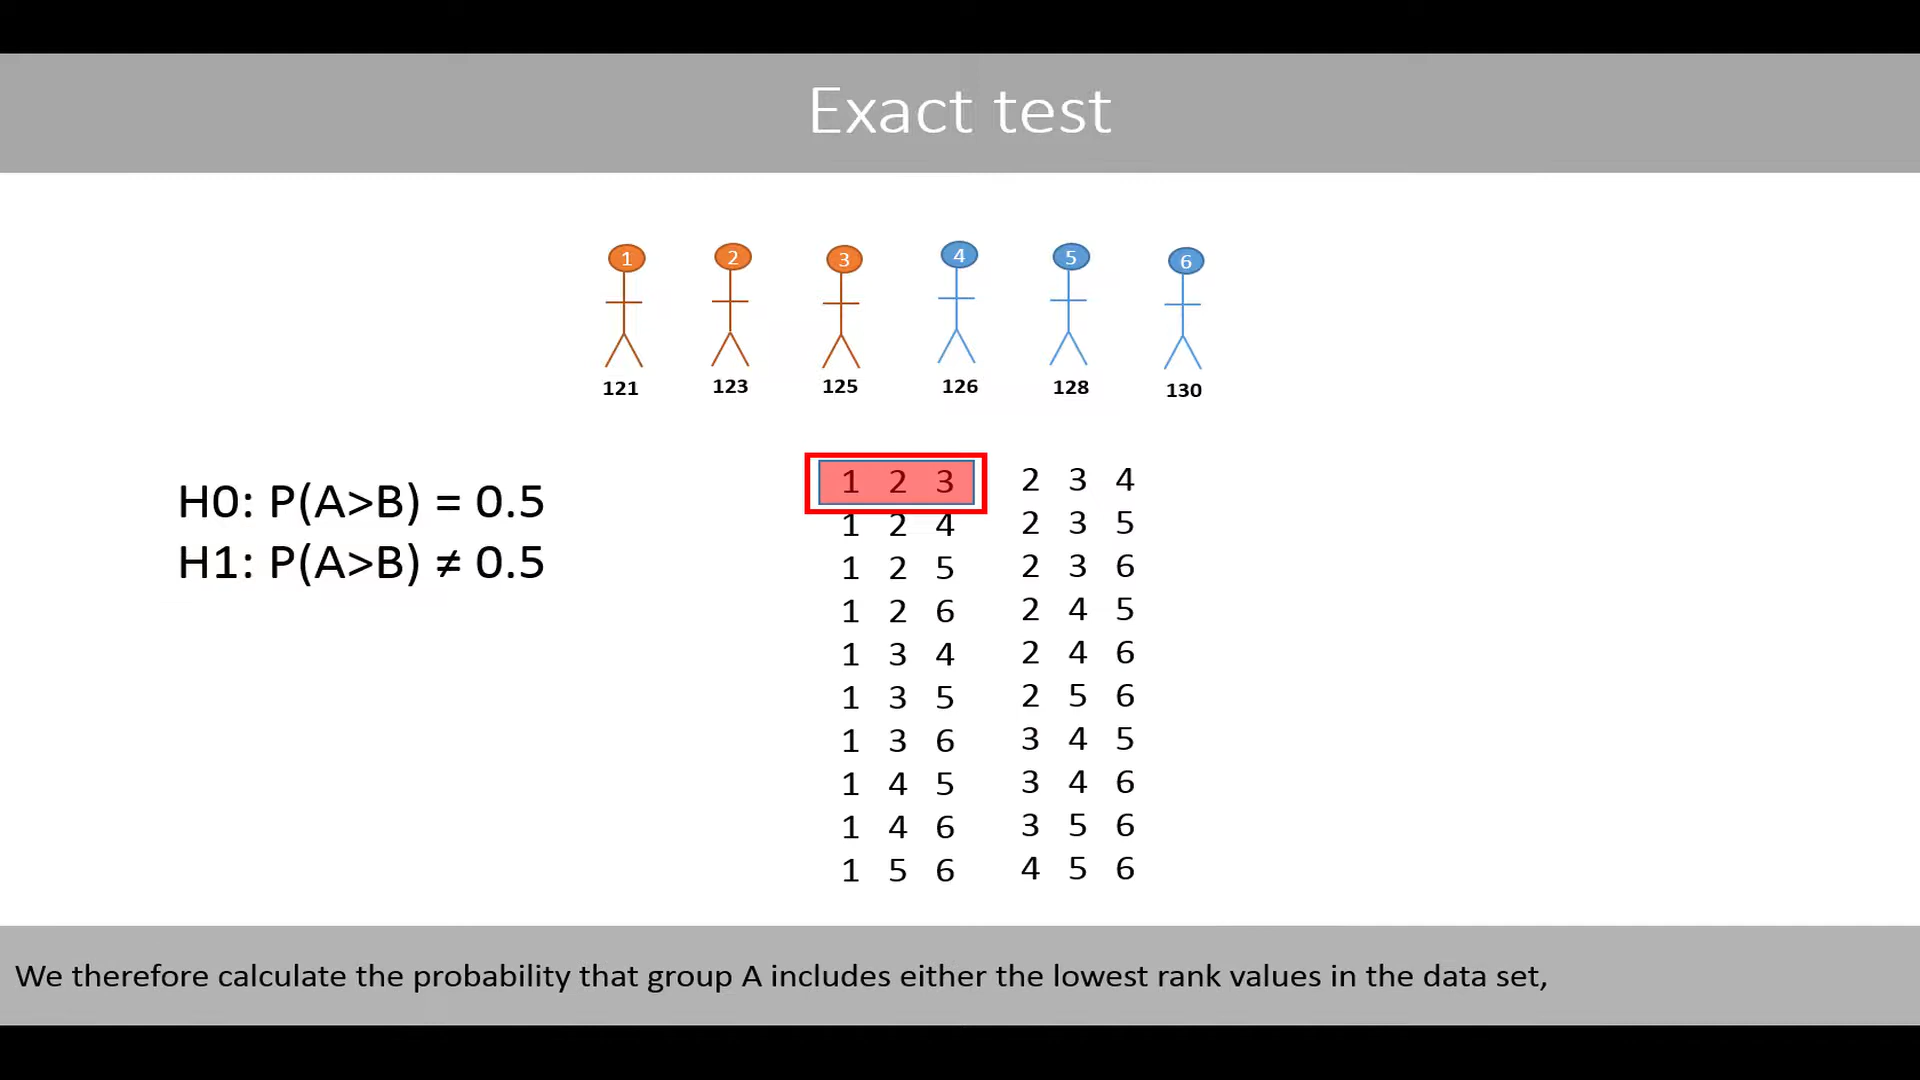 Exact test
1 2 3 4 5 6
121 123 125 126 128 130
H0: P(A>B) = 0.5
H1: P(A>B) ≠ 0.5
1 2 3
1 2 4
1 2 5
1 2 6
1 3 4
1 3 5
1 3 6
1 4 5
1 4 6
1 5 6
2 3 4
2 3 5
2 3 6
2 4 5
2 4 6
2 5 6
3 4 5
3 4 6
3 5 6
4 5 6
We therefore calculate the probability that group A includes either the lowest rank values in the data set,